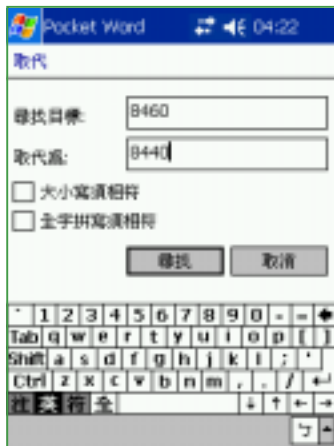 Pocket Word 04:22
取代
尋找目標: 8460
取代為: 8440
大小寫須相符
全字拼寫須相符
尋找 取消
` 1 2 3 4 5 6 7 8 9 0 - =
Tab q w e r t y u i o p [ ]
Shift a s d f g h j k l ; '
Ctrl z x c v b n m , . /
注 英 符 全
ㄅ